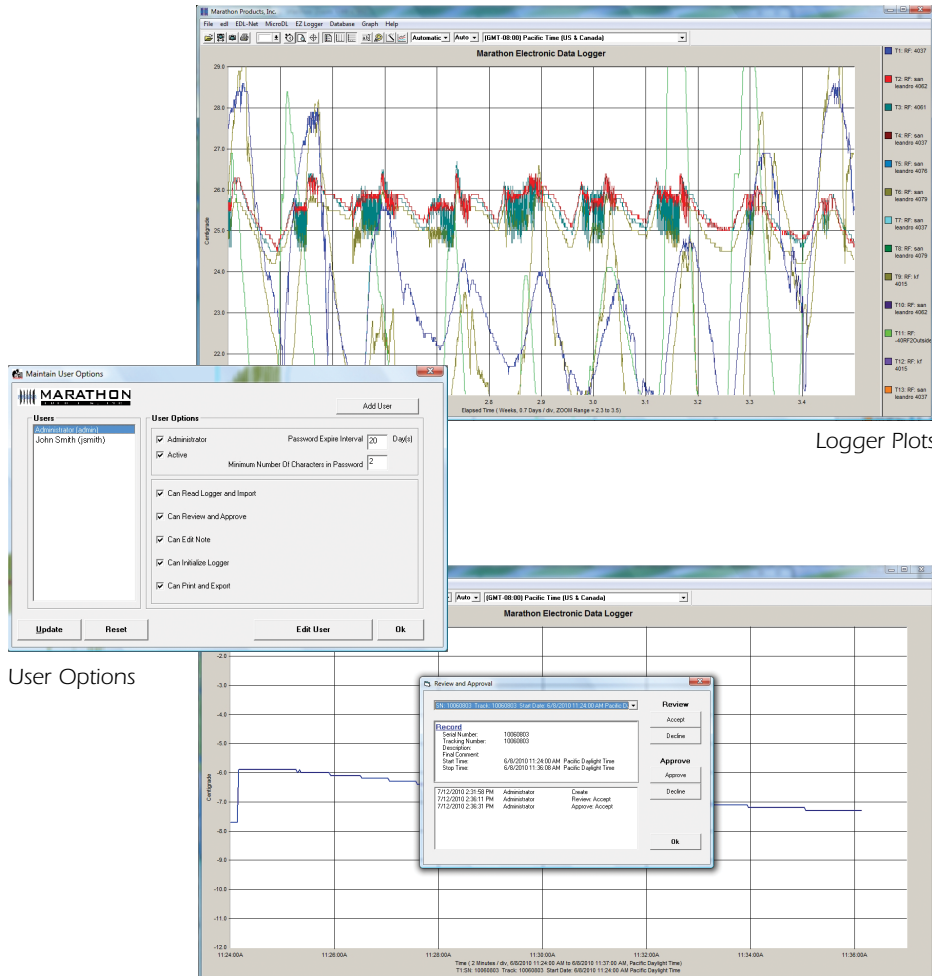 Marathon Products, Inc.
File edl EDL-Net MicroDL EZ Logger Database Graph Help
Automatic Auto (GMT-08:00) Pacific Time (US & Canada)
Marathon Electronic Data Logger
29.0
28.0
27.0
26.0
25.0
24.0
23.0
22.0
Centigrade
2.8 2.9 3.0 3.1 3.2 3.3 3.4
Elapsed Time ( Weeks, 0.7 Days / div, ZOOM Range = 2.3 to 3.5)
T1: RF: 4037
T2: RF: san
leandro 4062
T3: RF: 4061
T4: RF: san
leandro 4037
T5: RF: san
leandro 4076
T6: RF: san
leandro 4079
T7: RF: san
leandro 4037
T8: RF: san
leandro 4079
T9: RF: kf
4015
T10: RF: san
leandro 4062
T11: RF:
-40RF2Outside
T12: RF: kf
4015
T13: RF: san
leandro 4037
Logger Plots
Maintain User Options
MARATHON
Add User
Users
Administrator (admin)
John Smith (jsmith)
User Options
Administrator
Password Expire Interval 20 Day(s)
Active
Minimum Number Of Characters in Password 2
Can Read Logger and Import
Can Review and Approve
Can Edit Note
Can Initialize Logger
Can Print and Export
Update Reset Edit User Ok
User Options
Auto (GMT-08:00) Pacific Time (US & Canada)
Marathon Electronic Data Logger
-2.0
-3.0
-4.0
-5.0
-6.0
-7.0
-8.0
-9.0
-10.0
-11.0
-12.0
Centigrade
11:24:00A 11:26:00A 11:28:00A 11:30:00A 11:32:00A 11:34:00A 11:36:00A
Time ( 2 Minutes / div, 6/8/2010 11:24:00 AM to 6/8/2010 11:37:00 AM, Pacific Daylight Time)
T1:SN: 10060803 Track: 10060803 Start Date: 6/8/2010 11:24:00 AM Pacific Daylight Time
Review and Approval
SN: 10060803 Track: 10060803 Start Date: 6/8/2010 11:24:00 AM Pacific D
Record
Serial Number: 10060803
Tracking Number: 10060803
Description:
Final Comment:
Start Time: 6/8/2010 11:24:00 AM Pacific Daylight Time
Stop Time: 6/8/2010 11:36:08 AM Pacific Daylight Time
7/12/2010 2:31:58 PM Administrator Create
7/12/2010 2:36:11 PM Administrator Review: Accept
7/12/2010 2:36:31 PM Administrator Approve: Accept
Review
Accept
Decline
Approve
Approve
Decline
Ok